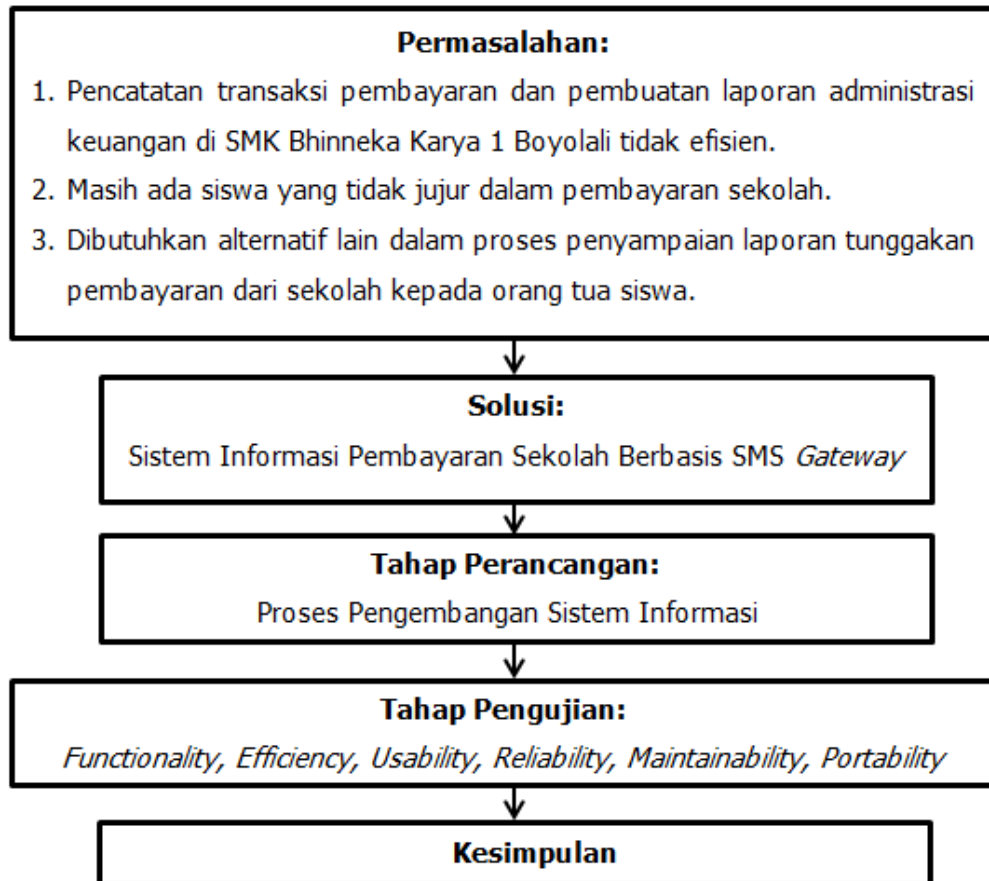 Permasalahan:
1. Pencatatan transaksi pembayaran dan pembuatan laporan administrasi
keuangan di SMK Bhinneka Karya 1 Boyolali tidak efisien.
2. Masih ada siswa yang tidak jujur dalam pembayaran sekolah.
3. Dibutuhkan alternatif lain dalam proses penyampaian laporan tunggakan
pembayaran dari sekolah kepada orang tua siswa.
Solusi:
Sistem Informasi Pembayaran Sekolah Berbasis SMS Gateway
Tahap Perancangan:
Proses Pengembangan Sistem Informasi
Tahap Pengujian:
Functionality, Efficiency, Usability, Reliability, Maintainability, Portability
Kesimpulan